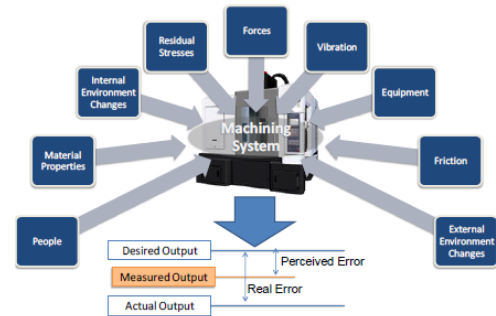 Forces
Residual
Stresses
Vibration
Internal
Environment
Changes
Equipment
Machining
System
Material
Properties
Friction
People
External
Environment
Changes
Desired Output
Perceived Error
Measured Output
Real Error
Actual Output